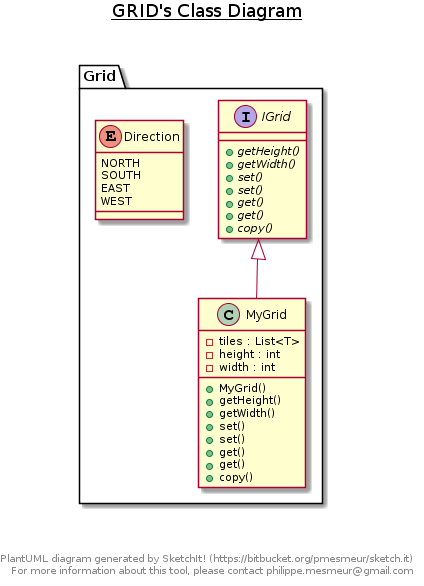 GRID's Class Diagram
Grid
E Direction
NORTH
SOUTH
EAST
WEST
I IGrid
getHeight()
getWidth()
set()
set()
get()
get()
copy()
C MyGrid
tiles : List<T>
height : int
width : int
MyGrid()
getHeight()
getWidth()
set()
set()
get()
get()
copy()
PlantUML diagram generated by SketchIt! (https://bitbucket.org/pmesmeur/sketch.it)
For more information about this tool, please contact philippe.mesmeur@gmail.com